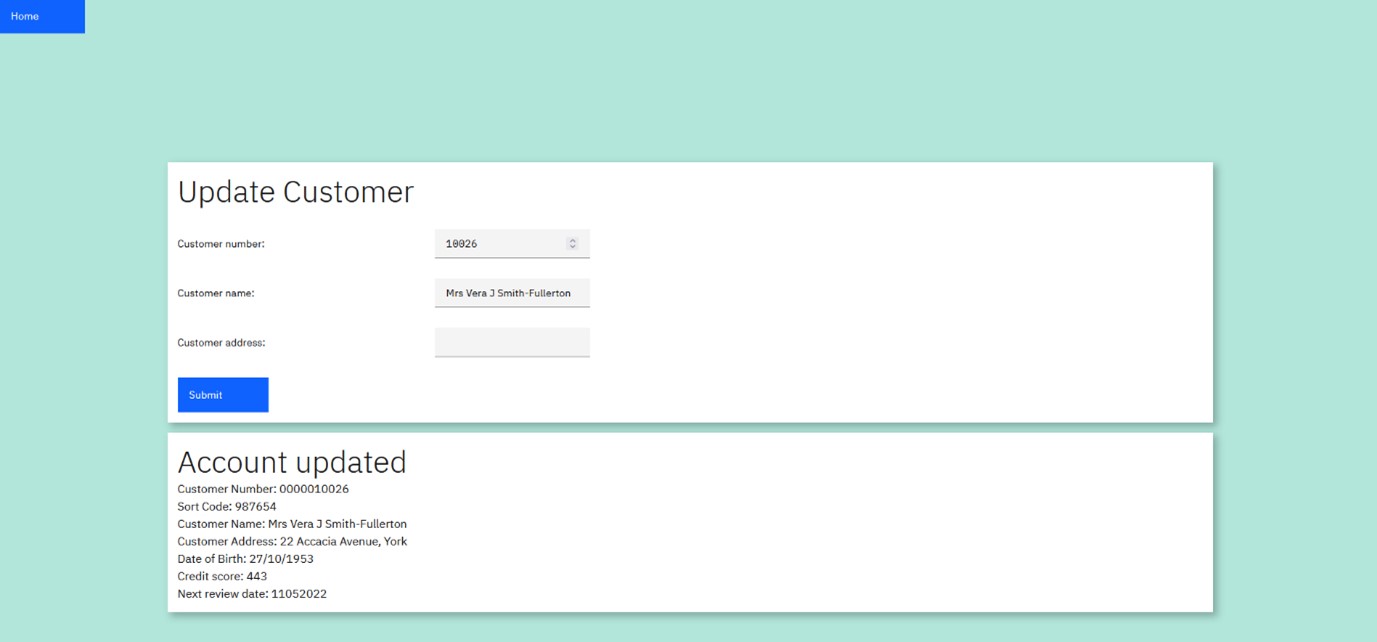 Home
Update Customer
Customer number: 10026
Customer name: Mrs Vera J Smith-Fullerton
Customer address:
Submit
Account updated
Customer Number: 0000010026
Sort Code: 987654
Customer Name: Mrs Vera J Smith-Fullerton
Customer Address: 22 Accacia Avenue, York
Date of Birth: 27/10/1953
Credit score: 443
Next review date: 11052022